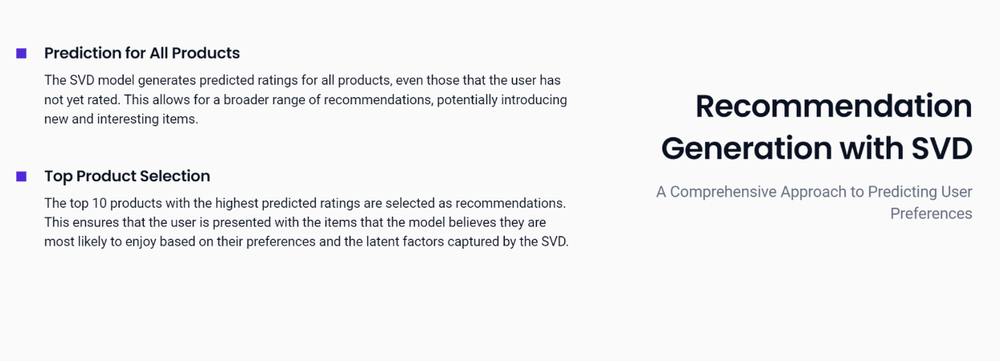 Prediction for All Products
The SVD model generates predicted ratings for all products, even those that the user has
not yet rated. This allows for a broader range of recommendations, potentially introducing
new and interesting items.
Top Product Selection
The top 10 products with the highest predicted ratings are selected as recommendations.
This ensures that the user is presented with the items that the model believes they are
most likely to enjoy based on their preferences and the latent factors captured by the SVD.
Recommendation
Generation with SVD
A Comprehensive Approach to Predicting User
Preferences